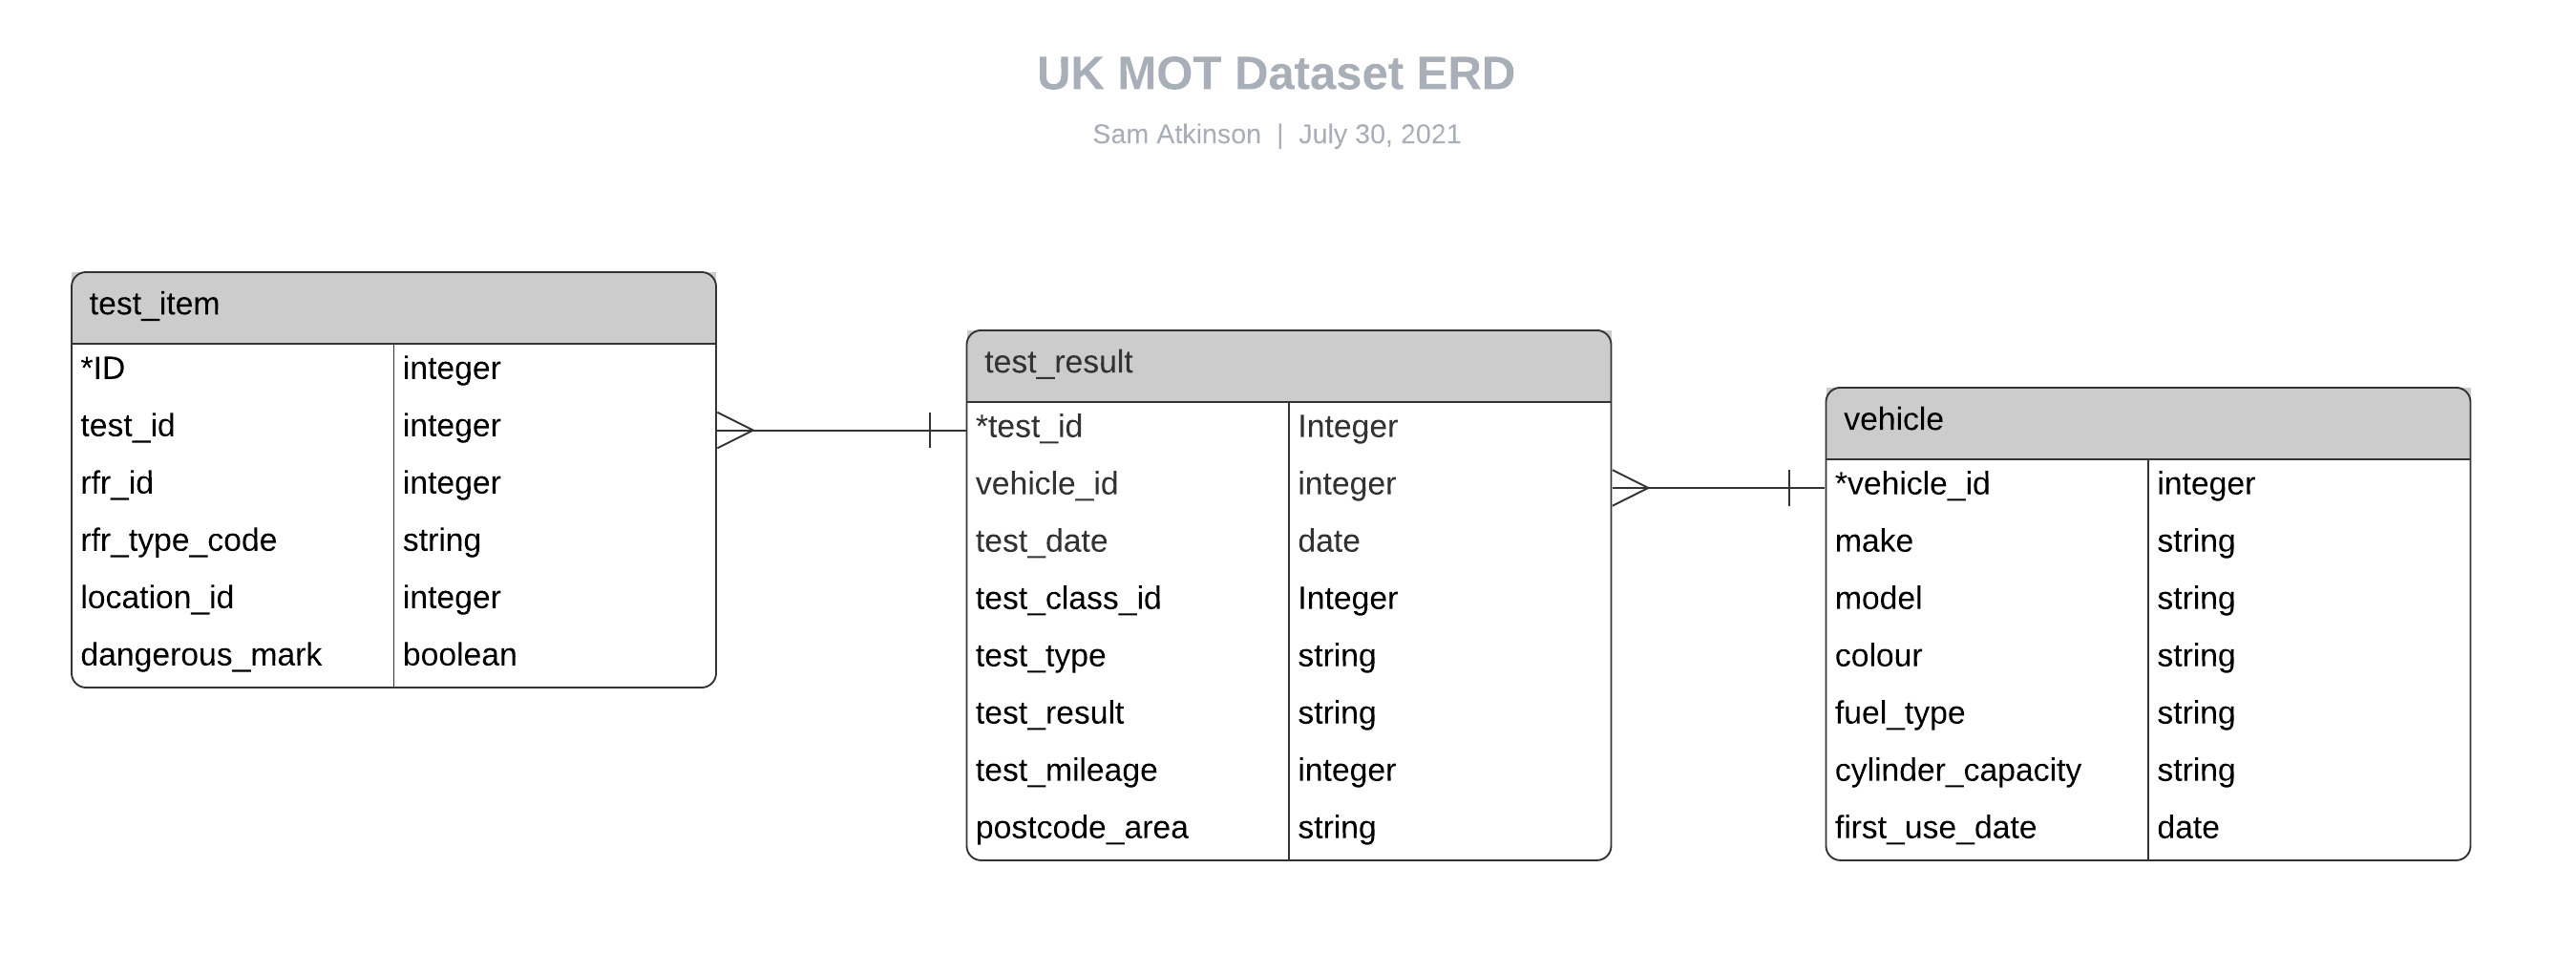 UK MOT Dataset ERD
Sam Atkinson | July 30, 2021
test_item
*ID integer
test_id integer
rfr_id integer
rfr_type_code string
location_id integer
dangerous_mark boolean
test_result
*test_id Integer
vehicle_id integer
test_date date
test_class_id Integer
test_type string
test_result string
test_mileage integer
postcode_area string
vehicle
*vehicle_id integer
make string
model string
colour string
fuel_type string
cylinder_capacity string
first_use_date date